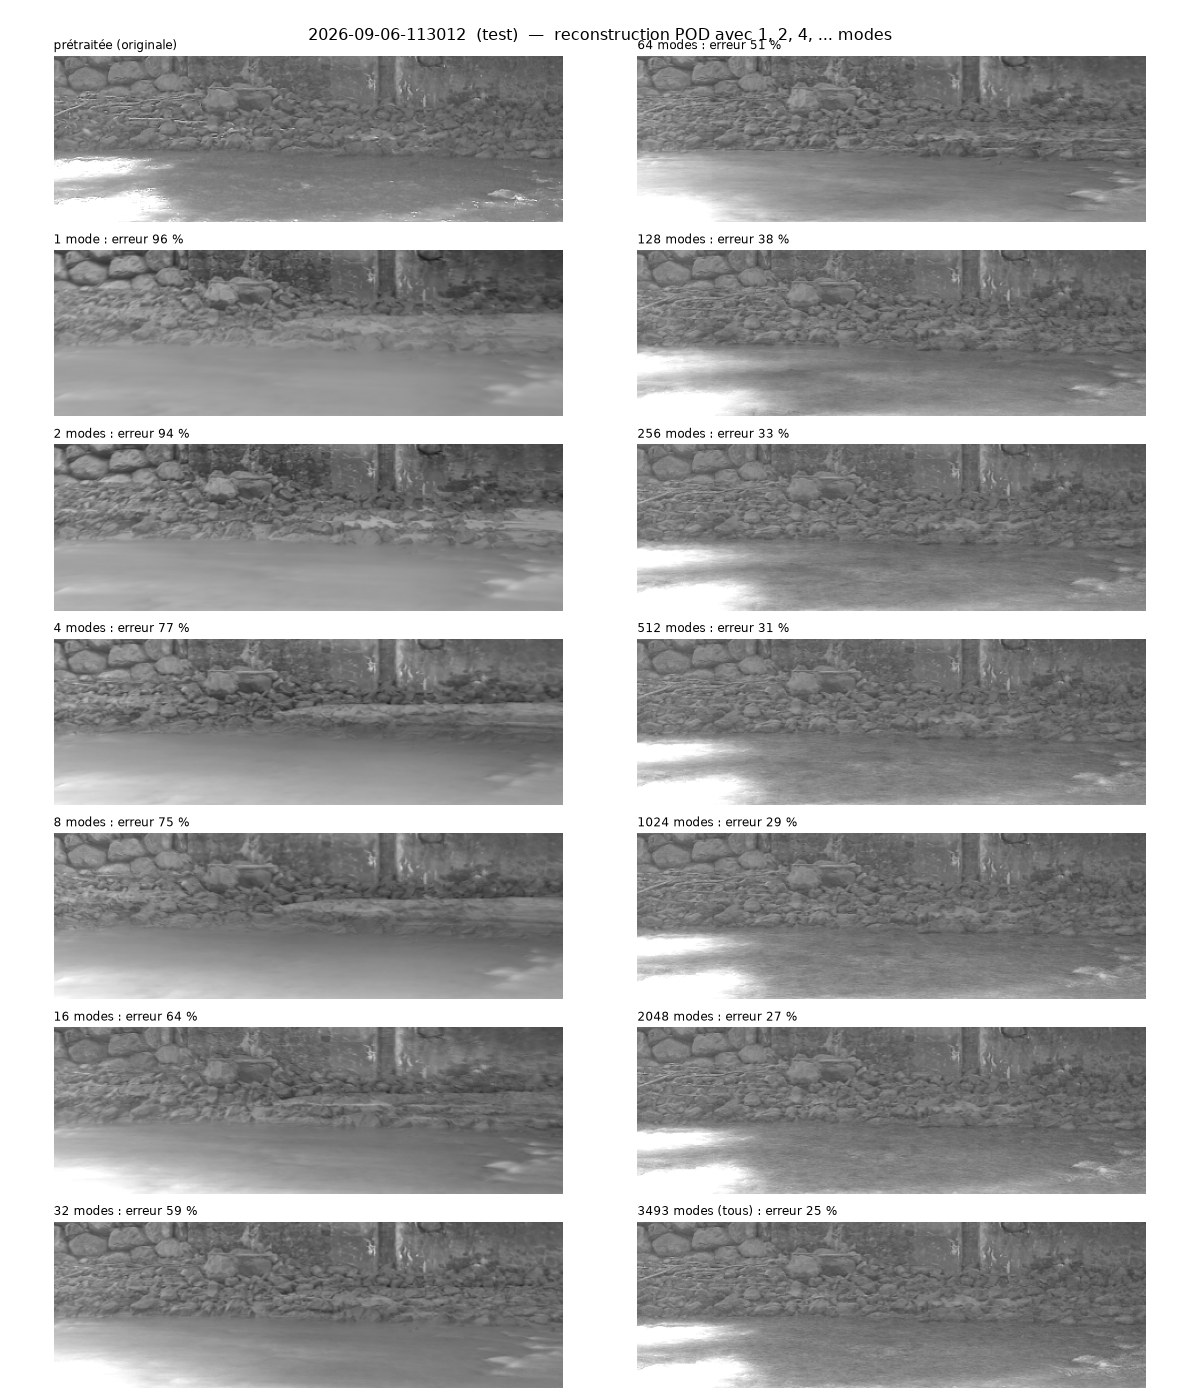 2026-09-06-113012  (test)  —  reconstruction POD avec 1, 2, 4, ... modes
prétraitée (originale)
64 modes : erreur 51 %
1 mode : erreur 96 %
128 modes : erreur 38 %
2 modes : erreur 94 %
256 modes : erreur 33 %
4 modes : erreur 77 %
512 modes : erreur 31 %
8 modes : erreur 75 %
1024 modes : erreur 29 %
16 modes : erreur 64 %
2048 modes : erreur 27 %
32 modes : erreur 59 %
3493 modes (tous) : erreur 25 %